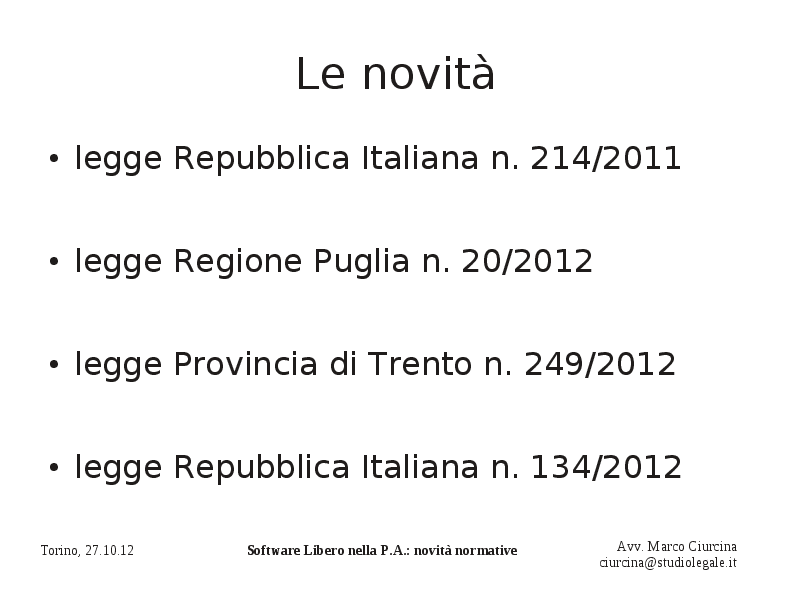 Le novità
• legge Repubblica Italiana n. 214/2011
• legge Regione Puglia n. 20/2012
• legge Provincia di Trento n. 249/2012
• legge Repubblica Italiana n. 134/2012
Torino, 27.10.12
Software Libero nella P.A.: novità normative
Avv. Marco Ciurcina
ciurcina@studiolegale.it